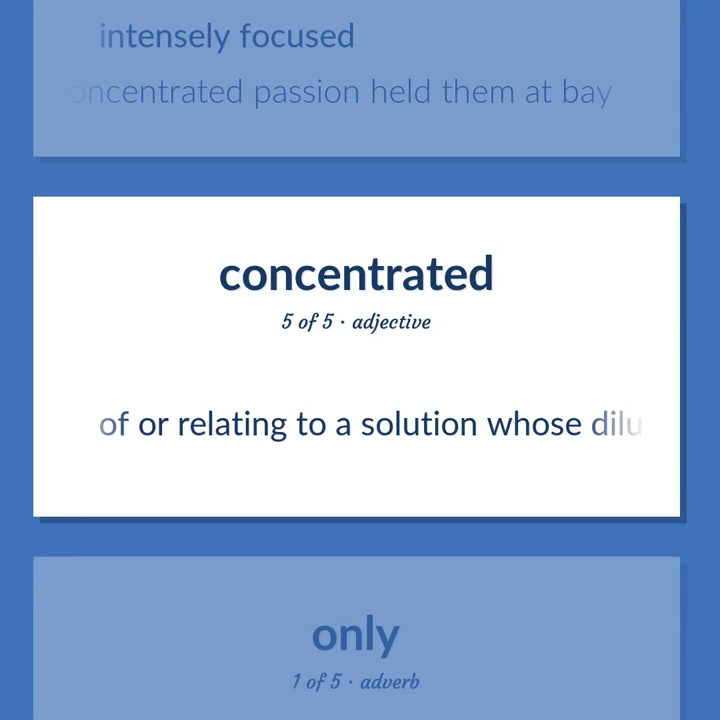 intensely focused
oncentrated passion held them at bay
concentrated
5 of 5 · adjective
of or relating to a solution whose dilu
only
1 of 5 · adverb